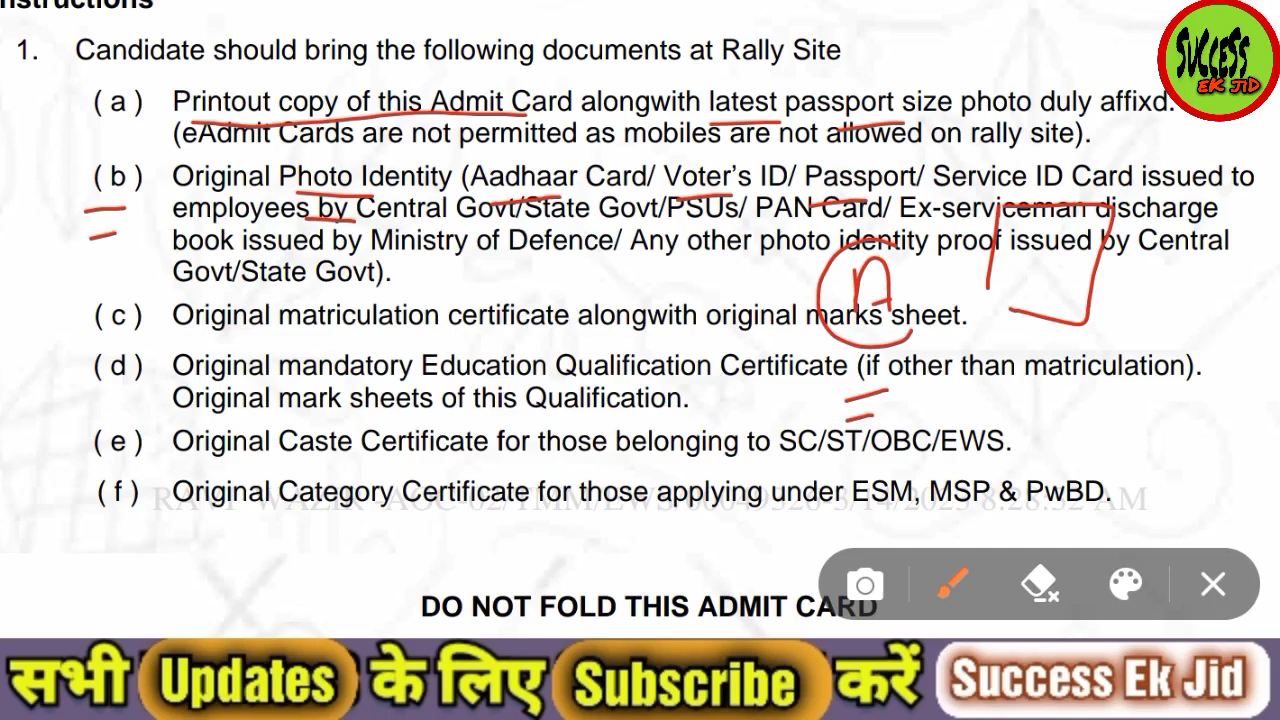 nstructions
1. Candidate should bring the following documents at Rally Site
( a ) Printout copy of this Admit Card alongwith latest passport size photo duly affixd.
(eAdmit Cards are not permitted as mobiles are not allowed on rally site).
( b ) Original Photo Identity (Aadhaar Card/ Voter's ID/ Passport/ Service ID Card issued to
employees by Central Govt/State Govt/PSUs/ PAN Card/ Ex-serviceman discharge
book issued by Ministry of Defence/ Any other photo identity proof issued by Central
Govt/State Govt).
( c ) Original matriculation certificate alongwith original marks sheet.
( d ) Original mandatory Education Qualification Certificate (if other than matriculation).
Original mark sheets of this Qualification.
( e ) Original Caste Certificate for those belonging to SC/ST/OBC/EWS.
( f ) Original Category Certificate for those applying under ESM, MSP & PwBD.
DO NOT FOLD THIS ADMIT CARD
SUCCESS
EK JID
सभी Updates के लिए Subscribe करें Success Ek Jid